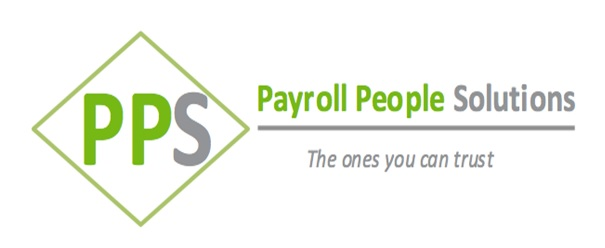 PPS
Payroll People Solutions
The ones you can trust